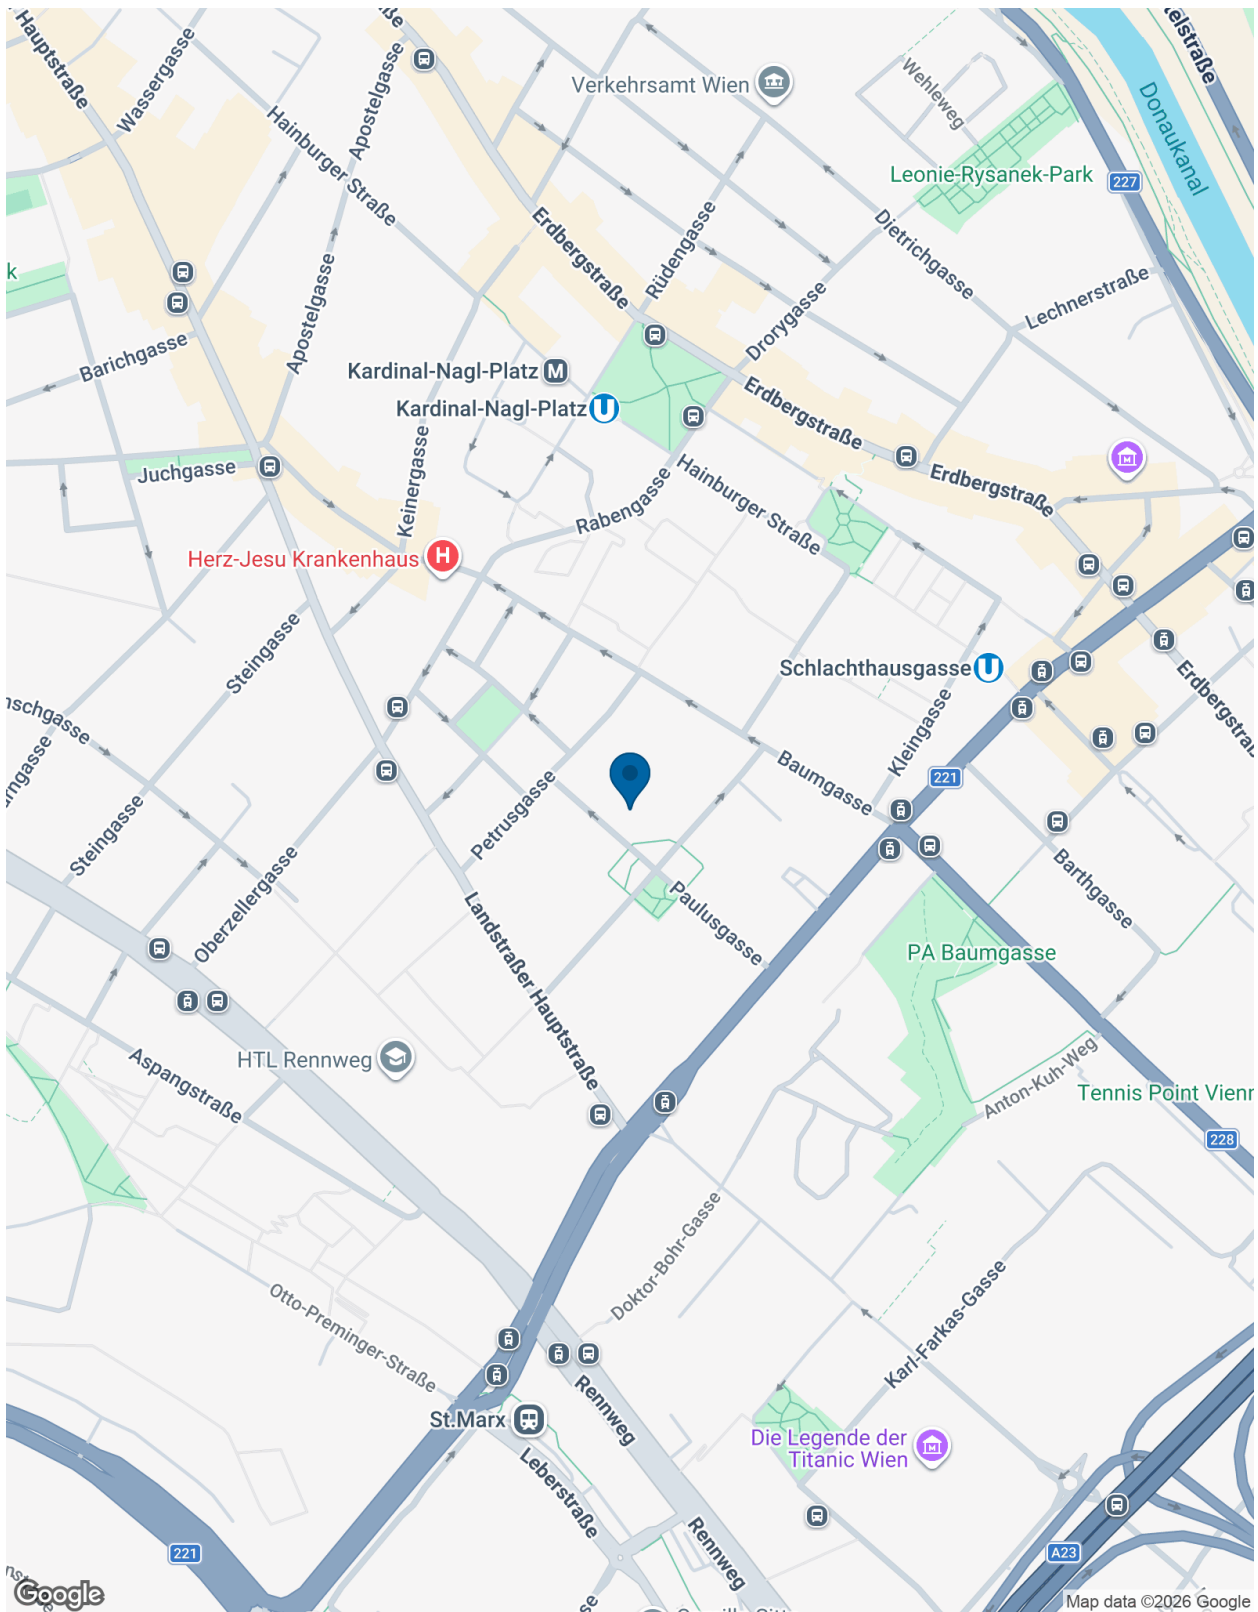 Hauptstraße
Wassergasse
Apostelgasse
Hainburger Straße
Verkehrsamt Wien
Wehleweg
Donaukanal
Leonie-Rysanek-Park
227
Erdbergstraße
Rüdengasse
Dietrichgasse
Lechnerstraße
Drorygasse
Apostelgasse
Barichgasse
Kardinal-Nagl-Platz
M
Kardinal-Nagl-Platz
U
Erdbergstraße
Erdbergstraße
Juchgasse
Keinergasse
Rabengasse
Hainburger Straße
Herz-Jesu Krankenhaus
H
Steingasse
Schlachthausgasse
U
Erdbergstraß
nschgasse
Kleingasse
Baumgasse
221
Petrusgasse
Steingasse
Oberzellergasse
Landstraßer Hauptstraße
Paulusgasse
Barthgasse
PA Baumgasse
HTL Rennweg
Aspangstraße
Anton-Kuh-Weg
Tennis Point Vienn
228
Doktor-Bohr-Gasse
Otto-Preminger-Straße
Karl-Farkas-Gasse
Rennweg
St.Marx
Die Legende der
Titanic Wien
Leberstraße
Rennweg
221
A23
Google
Map data ©2026 Google